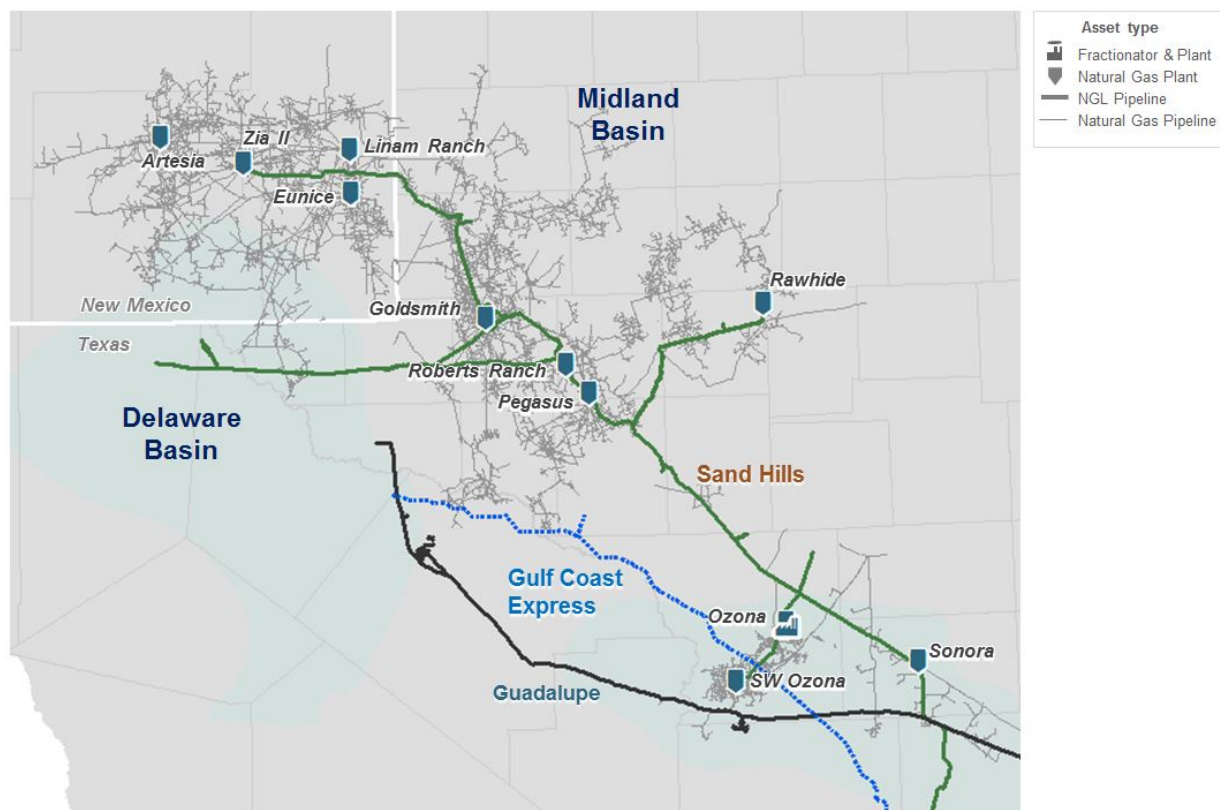 Asset type
Fractionator & Plant
Natural Gas Plant
NGL Pipeline
Natural Gas Pipeline
Midland
Basin
Zia II
Linam Ranch
Artesia
Eunice
Rawhide
New Mexico
Goldsmith
Texas
Roberts Ranch
Pegasus
Delaware
Basin
Sand Hills
Gulf Coast
Express
Ozona
Sonora
SW Ozona
Guadalupe